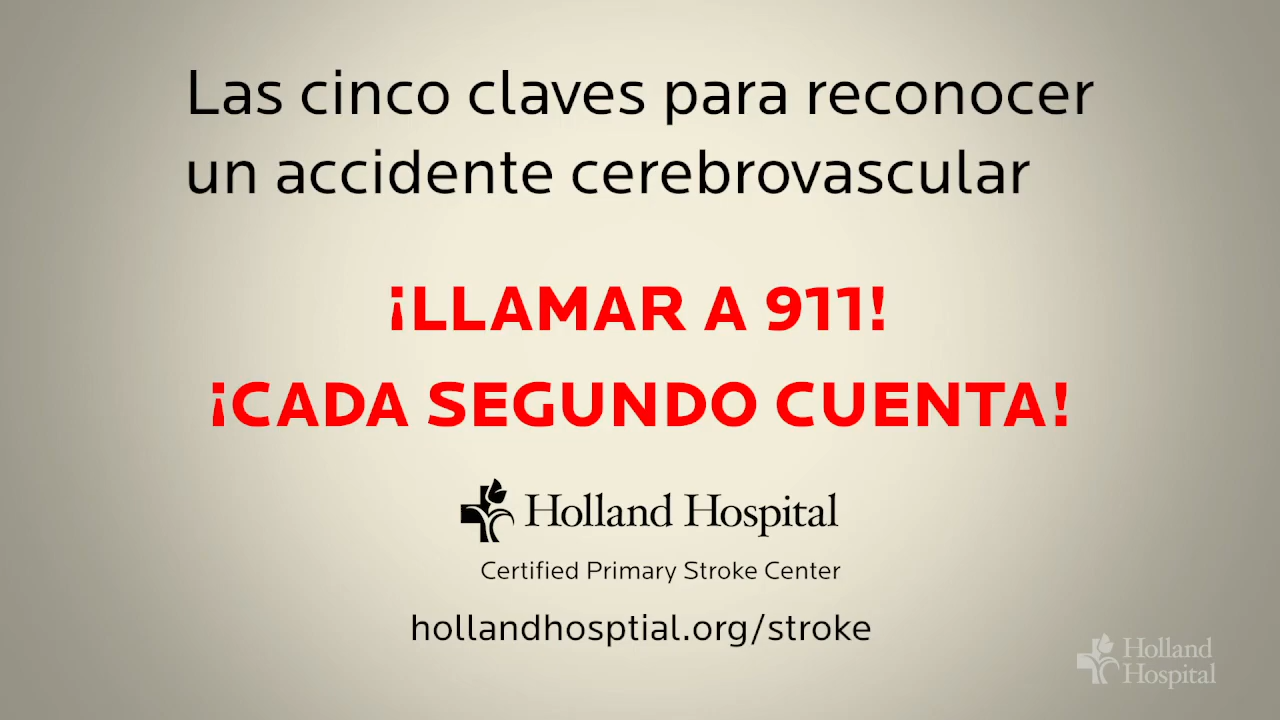 Las cinco claves para reconocer
un accidente cerebrovascular
¡LLAMAR A 911!
¡CADA SEGUNDO CUENTA!
Holland Hospital
Certified Primary Stroke Center
hollandhosptial.org/stroke
Holland
Hospital